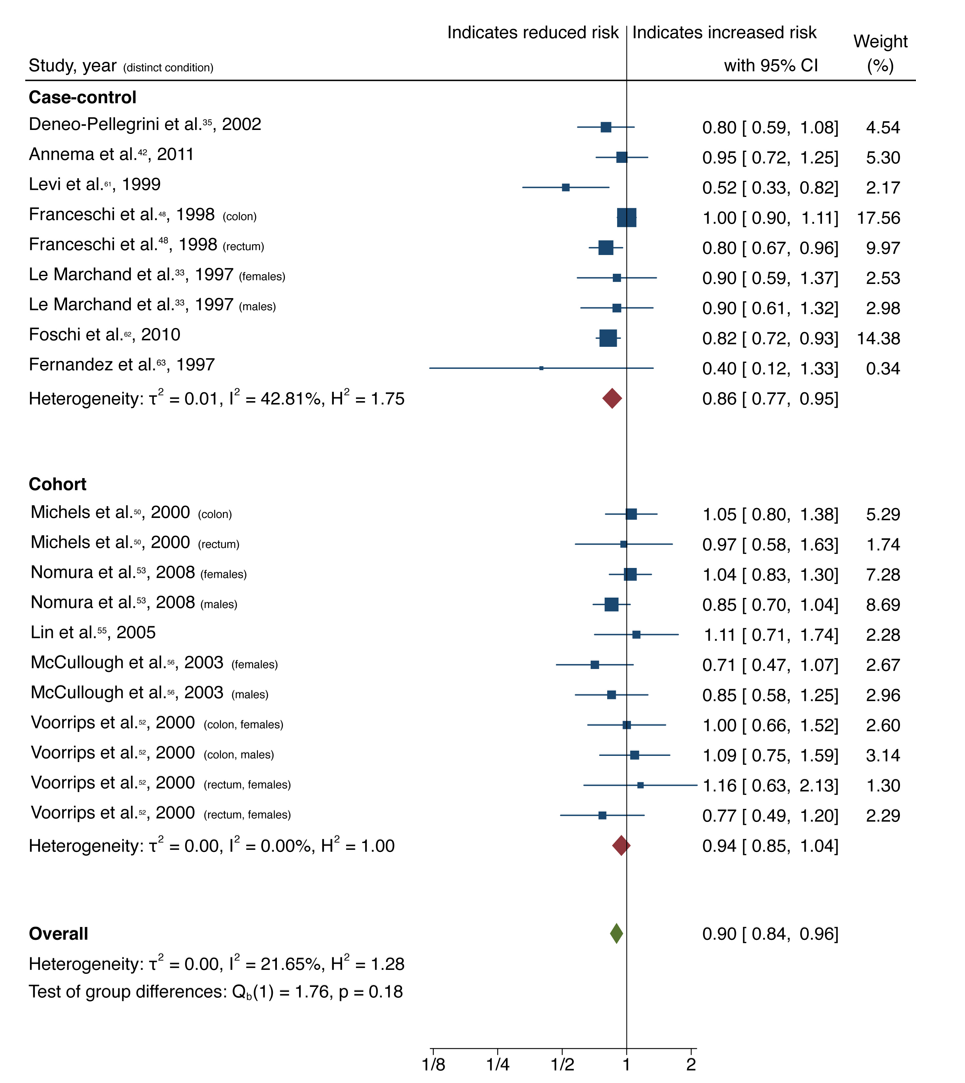 Indicates reduced risk Indicates increased risk
Weight
Study, year (distinct condition) with 95% CI (%)
Case-control
Deneo-Pellegrini et al.³⁵, 2002 0.80 [ 0.59, 1.08] 4.54
Annema et al.⁴², 2011 0.95 [ 0.72, 1.25] 5.30
Levi et al.⁶¹, 1999 0.52 [ 0.33, 0.82] 2.17
Franceschi et al.⁴⁸, 1998 (colon) 1.00 [ 0.90, 1.11] 17.56
Franceschi et al.⁴⁸, 1998 (rectum) 0.80 [ 0.67, 0.96] 9.97
Le Marchand et al.³³, 1997 (females) 0.90 [ 0.59, 1.37] 2.53
Le Marchand et al.³³, 1997 (males) 0.90 [ 0.61, 1.32] 2.98
Foschi et al.⁶², 2010 0.82 [ 0.72, 0.93] 14.38
Fernandez et al.⁶³, 1997 0.40 [ 0.12, 1.33] 0.34
Heterogeneity: τ² = 0.01, I² = 42.81%, H² = 1.75 0.86 [ 0.77, 0.95]
Cohort
Michels et al.⁵⁰, 2000 (colon) 1.05 [ 0.80, 1.38] 5.29
Michels et al.⁵⁰, 2000 (rectum) 0.97 [ 0.58, 1.63] 1.74
Nomura et al.⁵³, 2008 (females) 1.04 [ 0.83, 1.30] 7.28
Nomura et al.⁵³, 2008 (males) 0.85 [ 0.70, 1.04] 8.69
Lin et al.⁵⁵, 2005 1.11 [ 0.71, 1.74] 2.28
McCullough et al.⁵⁶, 2003 (females) 0.71 [ 0.47, 1.07] 2.67
McCullough et al.⁵⁶, 2003 (males) 0.85 [ 0.58, 1.25] 2.96
Voorrips et al.⁵², 2000 (colon, females) 1.00 [ 0.66, 1.52] 2.60
Voorrips et al.⁵², 2000 (colon, males) 1.09 [ 0.75, 1.59] 3.14
Voorrips et al.⁵², 2000 (rectum, females) 1.16 [ 0.63, 2.13] 1.30
Voorrips et al.⁵², 2000 (rectum, females) 0.77 [ 0.49, 1.20] 2.29
Heterogeneity: τ² = 0.00, I² = 0.00%, H² = 1.00 0.94 [ 0.85, 1.04]
Overall 0.90 [ 0.84, 0.96]
Heterogeneity: τ² = 0.00, I² = 21.65%, H² = 1.28
Test of group differences: Q_b(1) = 1.76, p = 0.18
1/8 1/4 1/2 1 2